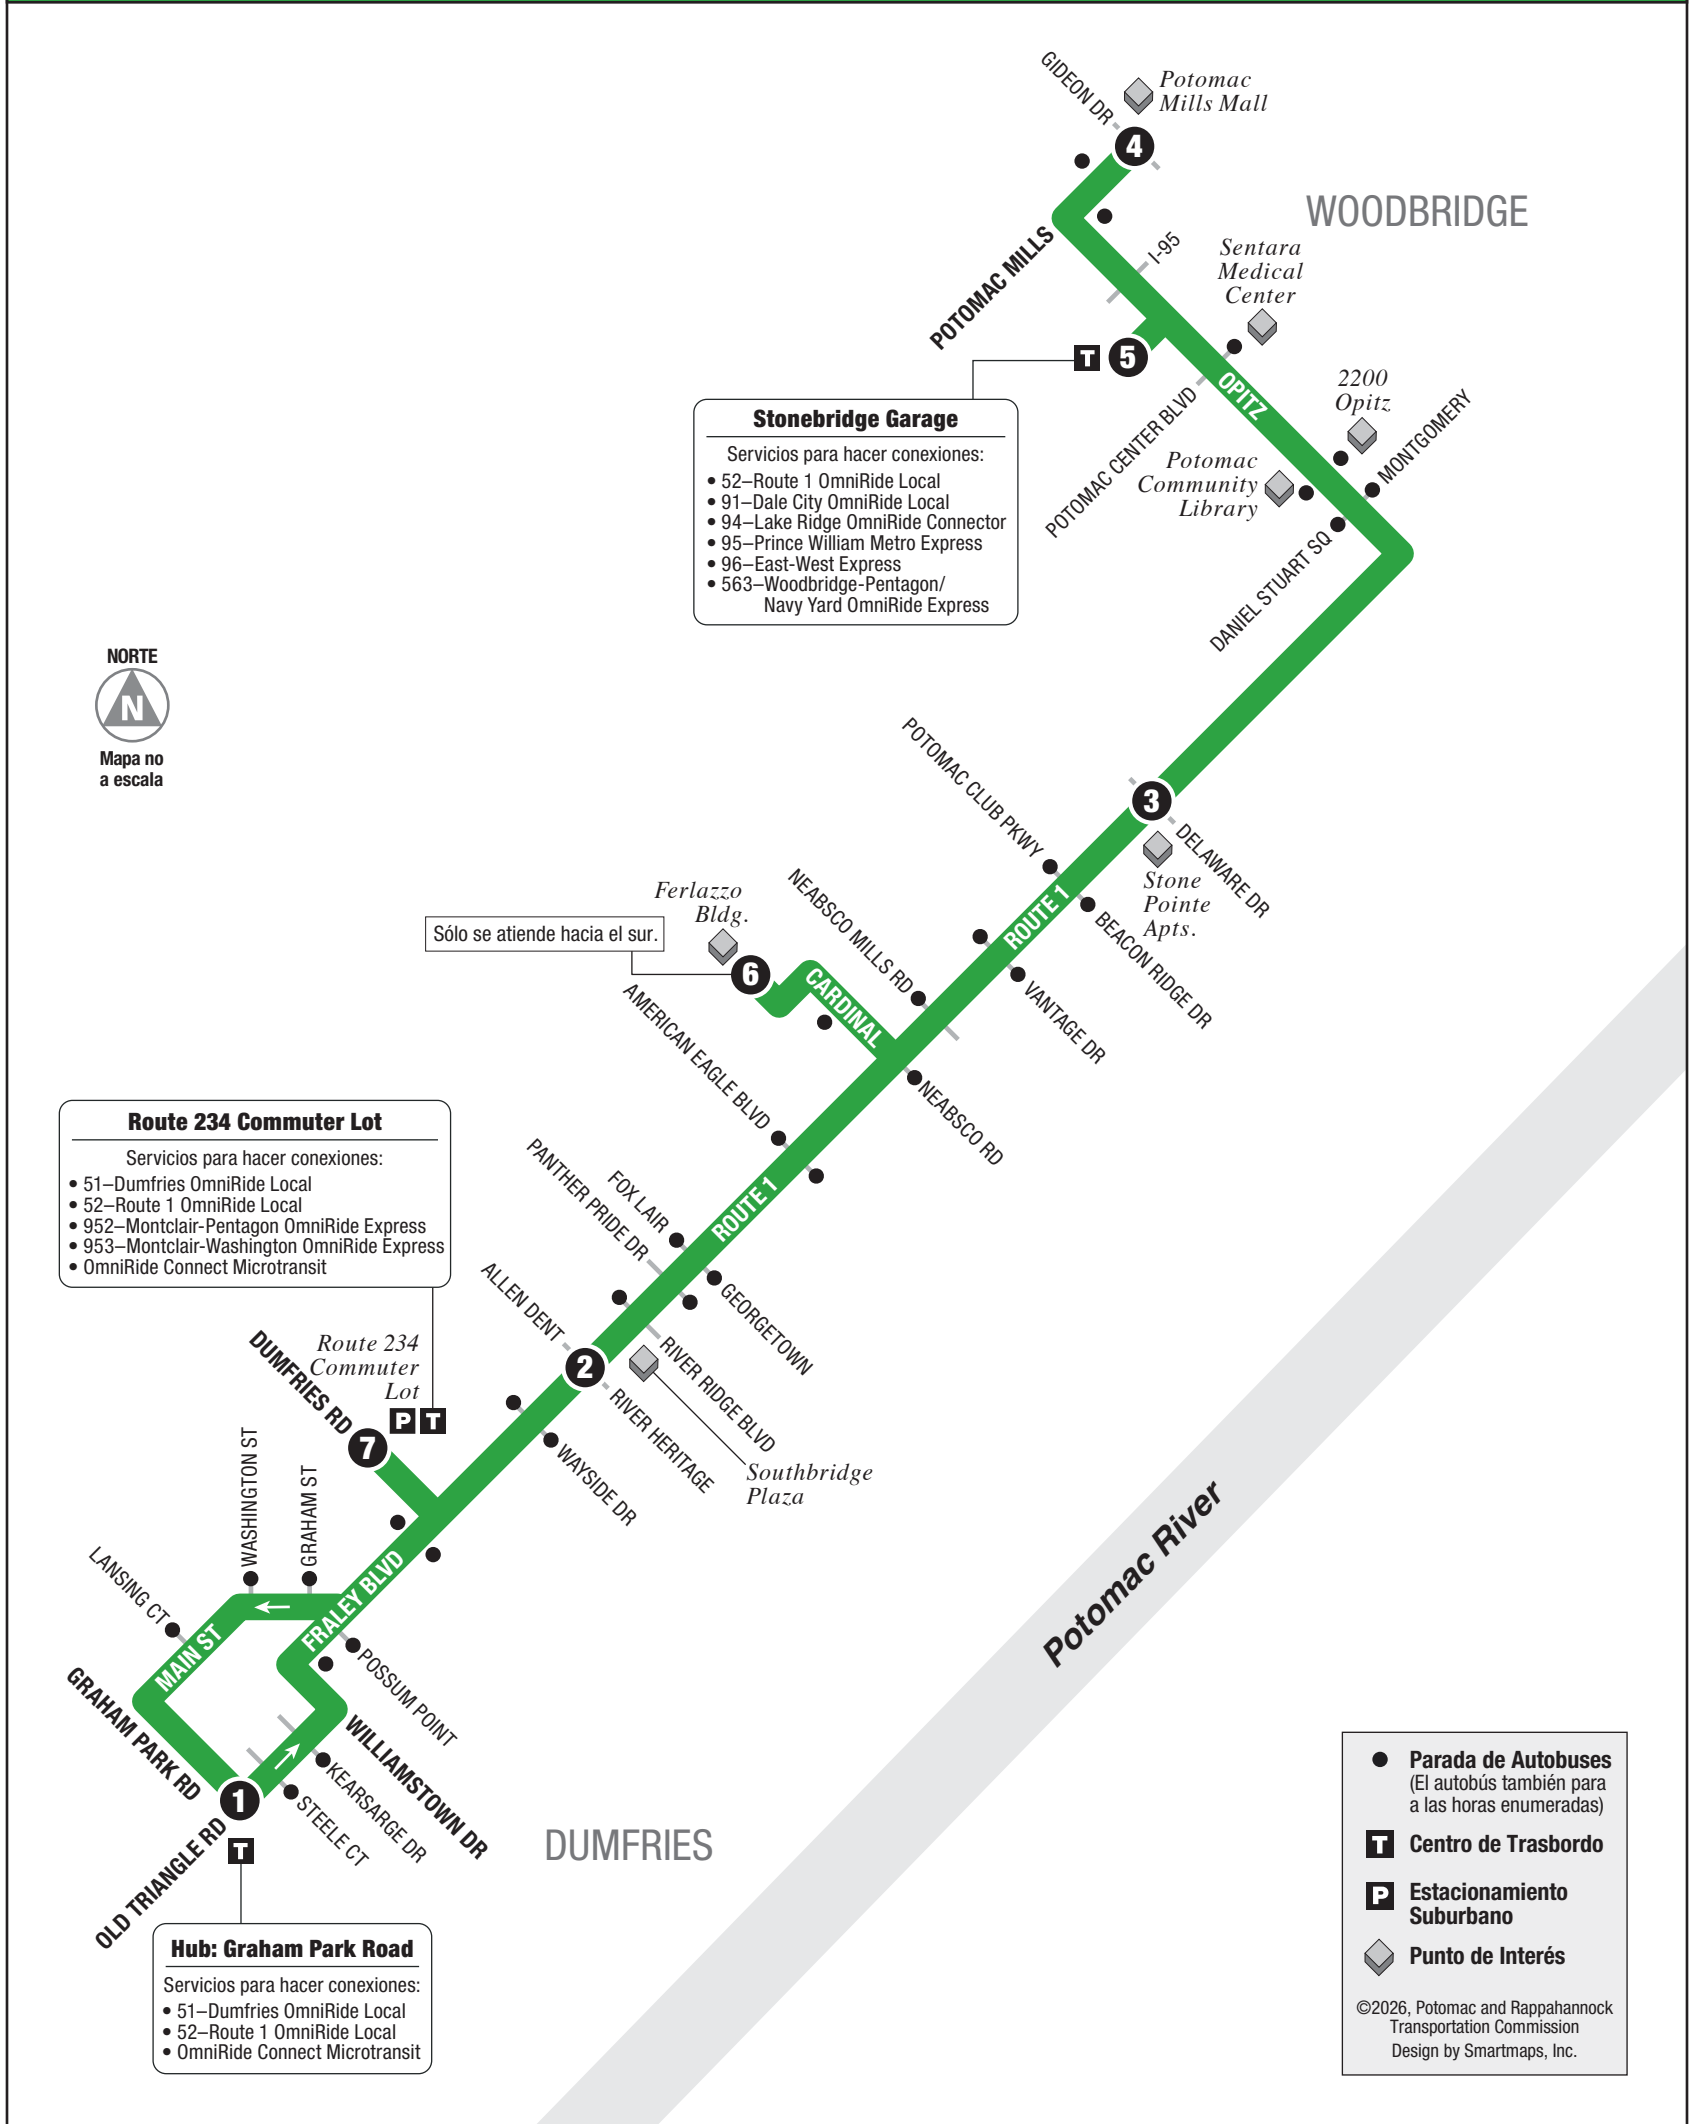 GIDEON DR
Potomac
Mills Mall
4
WOODBRIDGE
POTOMAC MILLS
I-95
Sentara
Medical
Center
T
5
OPITZ
2200
Opitz
MONTGOMERY
POTOMAC CENTER BLVD
Potomac
Community
Library
DANIEL STUART SQ
Stonebridge Garage
Servicios para hacer conexiones:
• 52–Route 1 OmniRide Local
• 91–Dale City OmniRide Local
• 94–Lake Ridge OmniRide Connector
• 95–Prince William Metro Express
• 96–East-West Express
• 563–Woodbridge-Pentagon/
Navy Yard OmniRide Express
NORTE
N
Mapa no
a escala
POTOMAC CLUB PKWY
3
DELAWARE DR
Stone
Pointe
Apts.
NEABSCO MILLS RD
ROUTE 1
BEACON RIDGE DR
VANTAGE DR
Ferlazzo
Bldg.
Sólo se atiende hacia el sur.
6
CARDINAL
AMERICAN EAGLE BLVD
NEABSCO RD
Route 234 Commuter Lot
Servicios para hacer conexiones:
• 51–Dumfries OmniRide Local
• 52–Route 1 OmniRide Local
• 952–Montclair-Pentagon OmniRide Express
• 953–Montclair-Washington OmniRide Express
• OmniRide Connect Microtransit
PANTHER PRIDE DR
FOX LAIR
ROUTE 1
ALLEN DENT
GEORGETOWN
2
RIVER RIDGE BLVD
RIVER HERITAGE
Southbridge
Plaza
WAYSIDE DR
Route 234
Commuter
Lot
P T
DUMFRIES RD
7
WASHINGTON ST
GRAHAM ST
LANSING CT
MAIN ST
FRALEY BLVD
POSSUM POINT
GRAHAM PARK RD
WILLIAMSTOWN DR
KEARSARGE DR
STEELE CT
1
OLD TRIANGLE RD
T
DUMFRIES
Potomac River
Hub: Graham Park Road
Servicios para hacer conexiones:
• 51–Dumfries OmniRide Local
• 52–Route 1 OmniRide Local
• OmniRide Connect Microtransit
Parada de Autobuses
(El autobús también para
a las horas enumeradas)
T Centro de Trasbordo
P Estacionamiento
Suburbano
Punto de Interés
©2026, Potomac and Rappahannock
Transportation Commission
Design by Smartmaps, Inc.